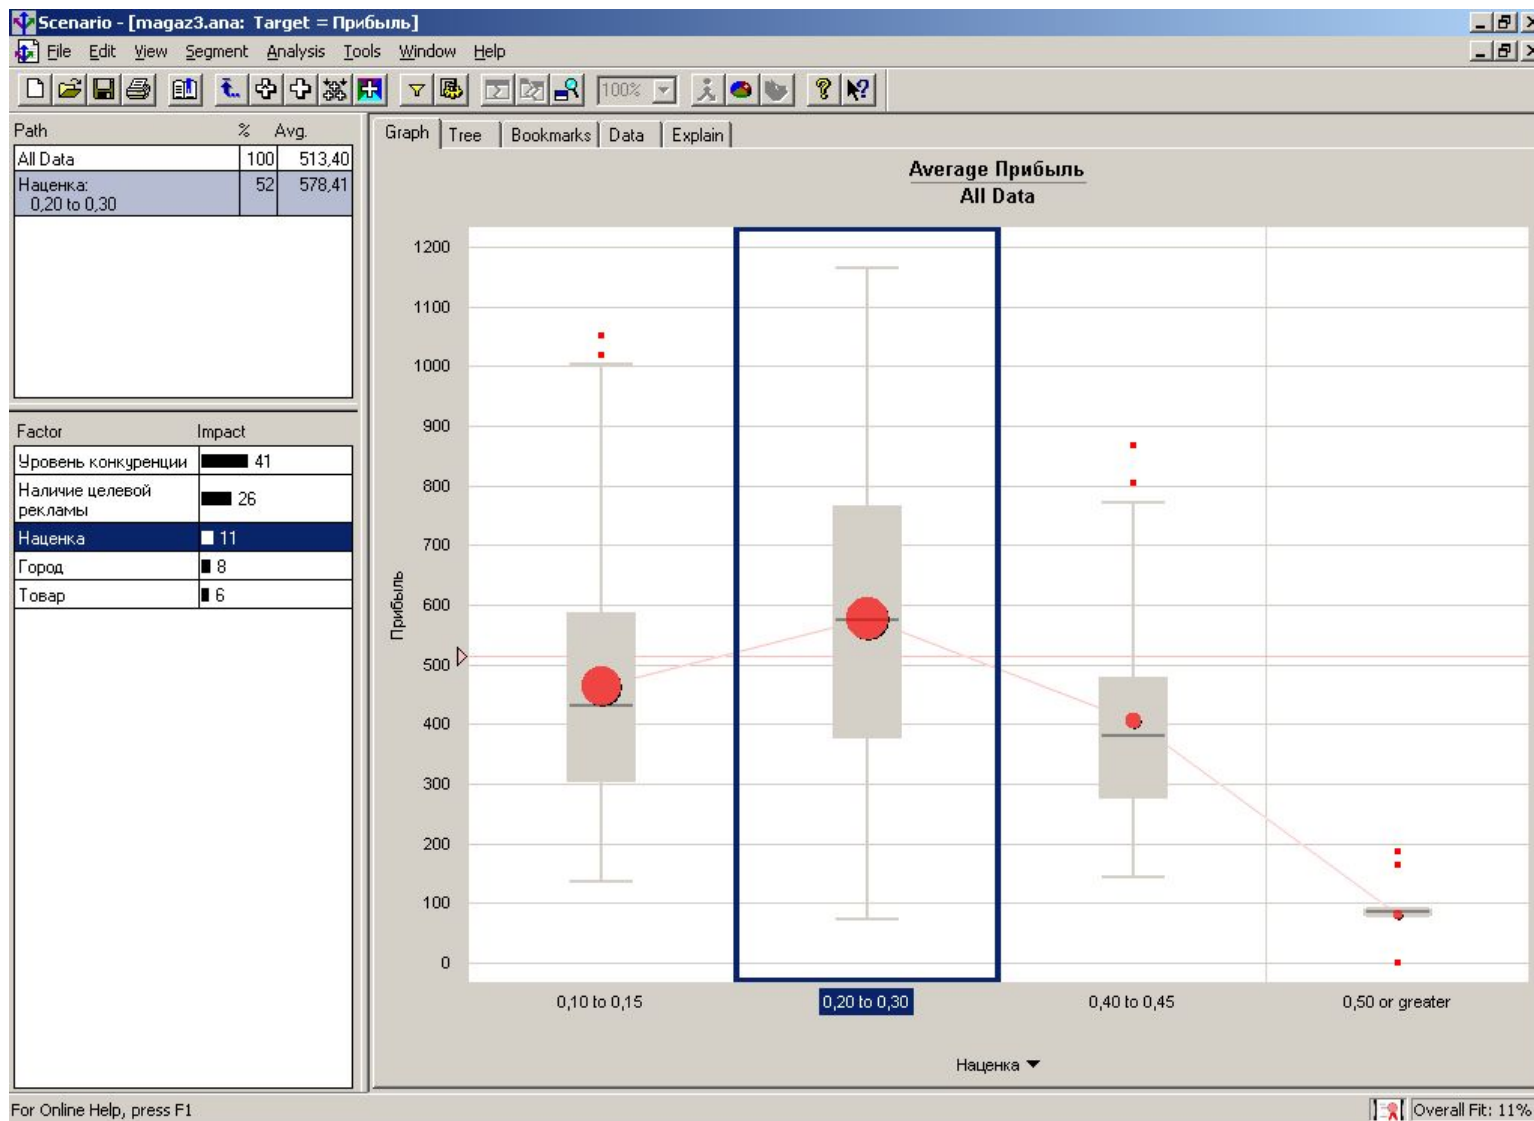 Scenario - [magaz3.ana: Target = Прибыль]
File Edit View Segment Analysis Tools Window Help
100%
Path % Avg.
All Data 100 513,40
Наценка: 52 578,41
0,20 to 0,30
Factor Impact
Уровень конкуренции 41
Наличие целевой 26
рекламы
Наценка 11
Город 8
Товар 6
Graph Tree Bookmarks Data Explain
Average Прибыль
All Data
1200
1100
1000
900
800
700
600
500
400
300
200
100
0
Прибыль
0,10 to 0,15 0,20 to 0,30 0,40 to 0,45 0,50 or greater
Наценка
For Online Help, press F1
Overall Fit: 11%